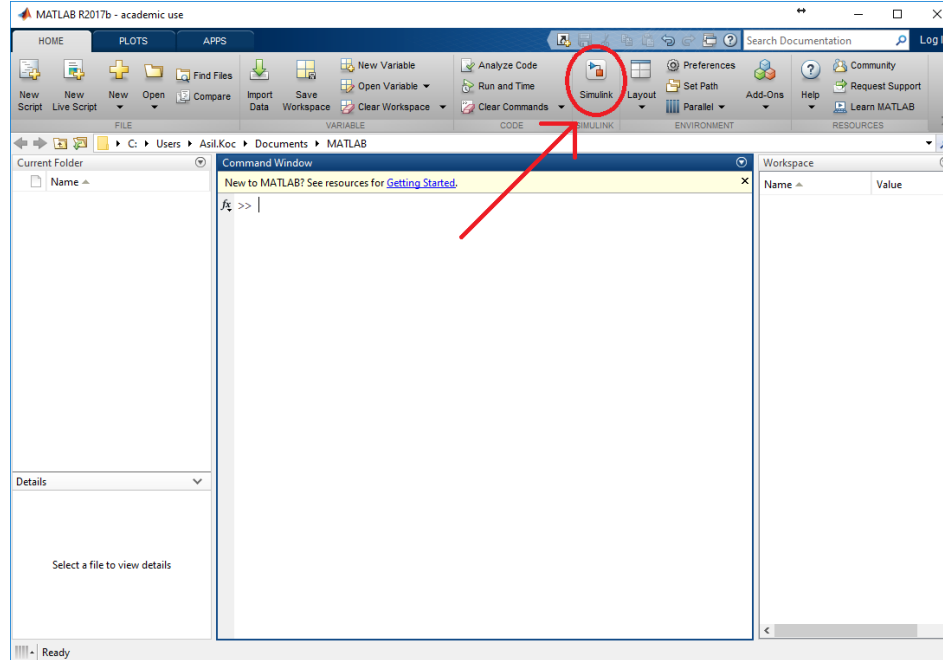 MATLAB R2017b - academic use
HOME PLOTS APPS
Search Documentation
New Script
New Live Script
New
Open
Find Files
Compare
Import Data
Save Workspace
New Variable
Open Variable
Clear Workspace
Analyze Code
Run and Time
Clear Commands
Simulink
Layout
Preferences
Set Path
Parallel
Add-Ons
Help
Community
Request Support
Learn MATLAB
FILE VARIABLE CODE SIMULINK ENVIRONMENT RESOURCES
C: Users Asil.Koc Documents MATLAB
Current Folder
Name
Command Window
New to MATLAB? See resources for Getting Started.
fx >>
Workspace
Name Value
Details
Select a file to view details
Ready